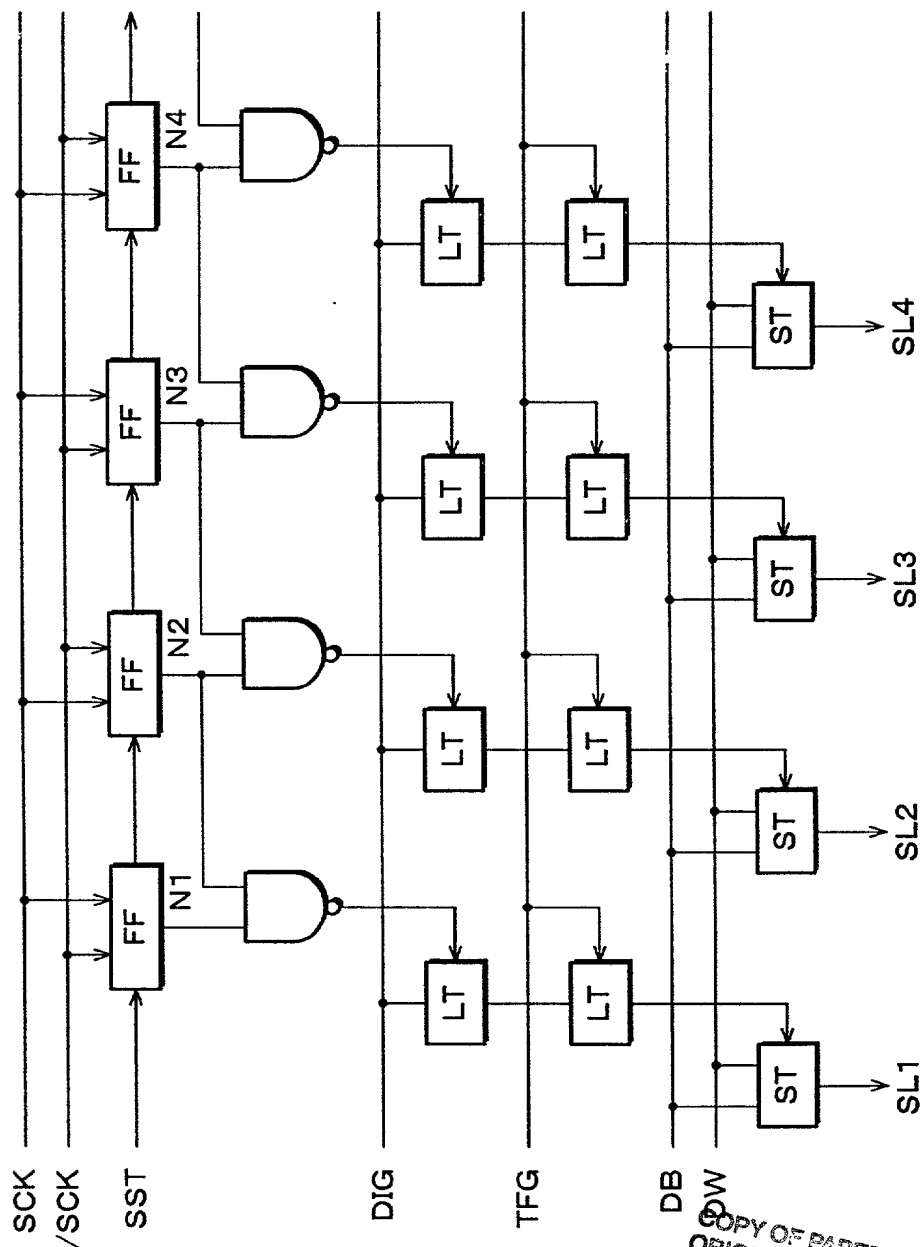 SCK
/SCK
SST
FF FF FF FF
N1 N2 N3 N4
DIG
LT LT LT LT
TFG
LT LT LT LT
DB
DW
ST ST ST ST
SL1 SL2 SL3 SL4
COPY OF PAPER